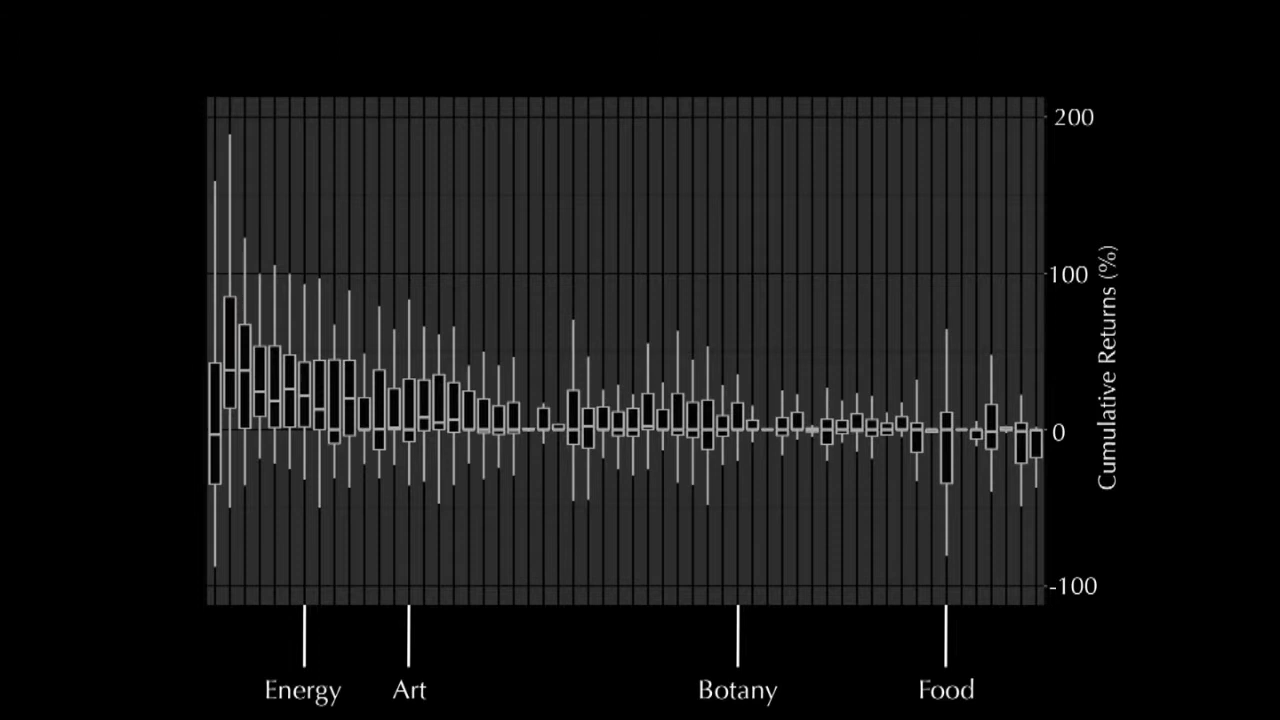 200
100
0
-100
Cumulative Returns (%)
Energy
Art
Botany
Food